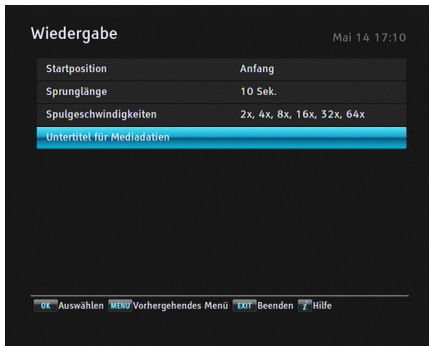 Wiedergabe
Mai 14 17:10
Startposition Anfang
Sprunglänge 10 Sek.
Spulgeschwindigkeiten 2x, 4x, 8x, 16x, 32x, 64x
Untertitel für Mediadatien
OK Auswählen MENU Vorhergehendes Menü EXIT Beenden i Hilfe